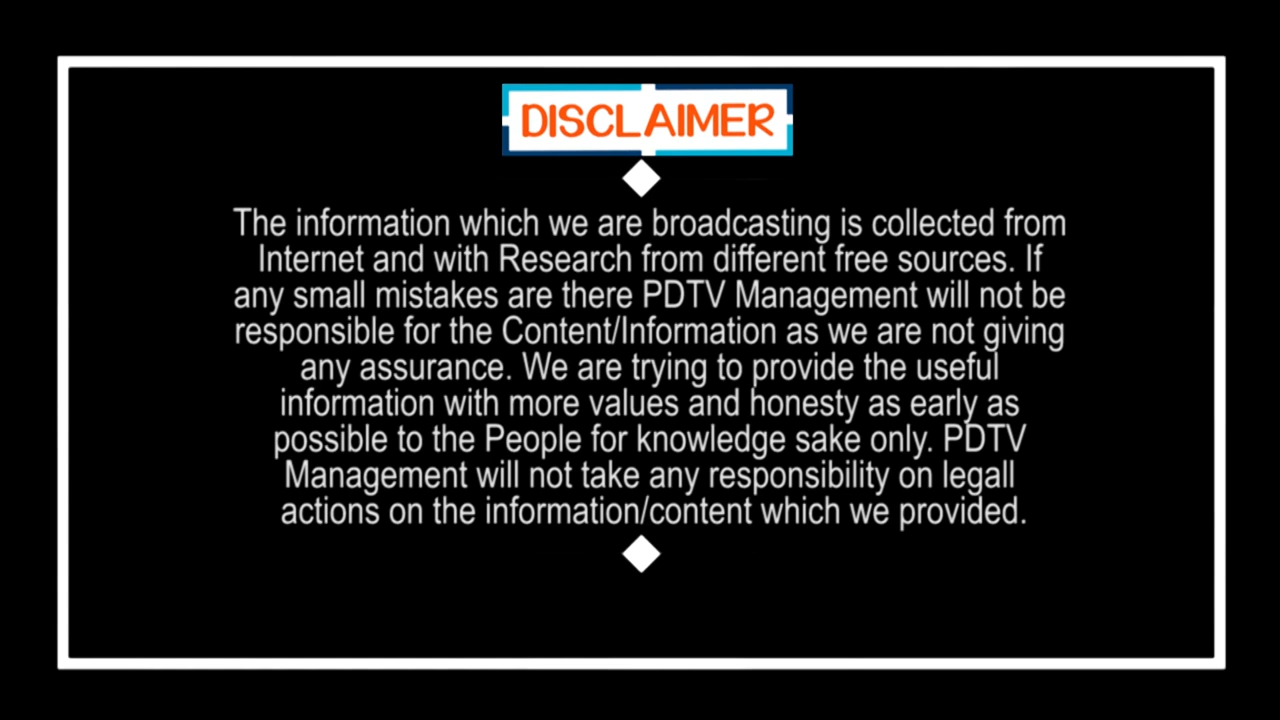 DISCLAIMER
The information which we are broadcasting is collected from
Internet and with Research from different free sources. If
any small mistakes are there PDTV Management will not be
responsible for the Content/Information as we are not giving
any assurance. We are trying to provide the useful
information with more values and honesty as early as
possible to the People for knowledge sake only. PDTV
Management will not take any responsibility on legall
actions on the information/content which we provided.